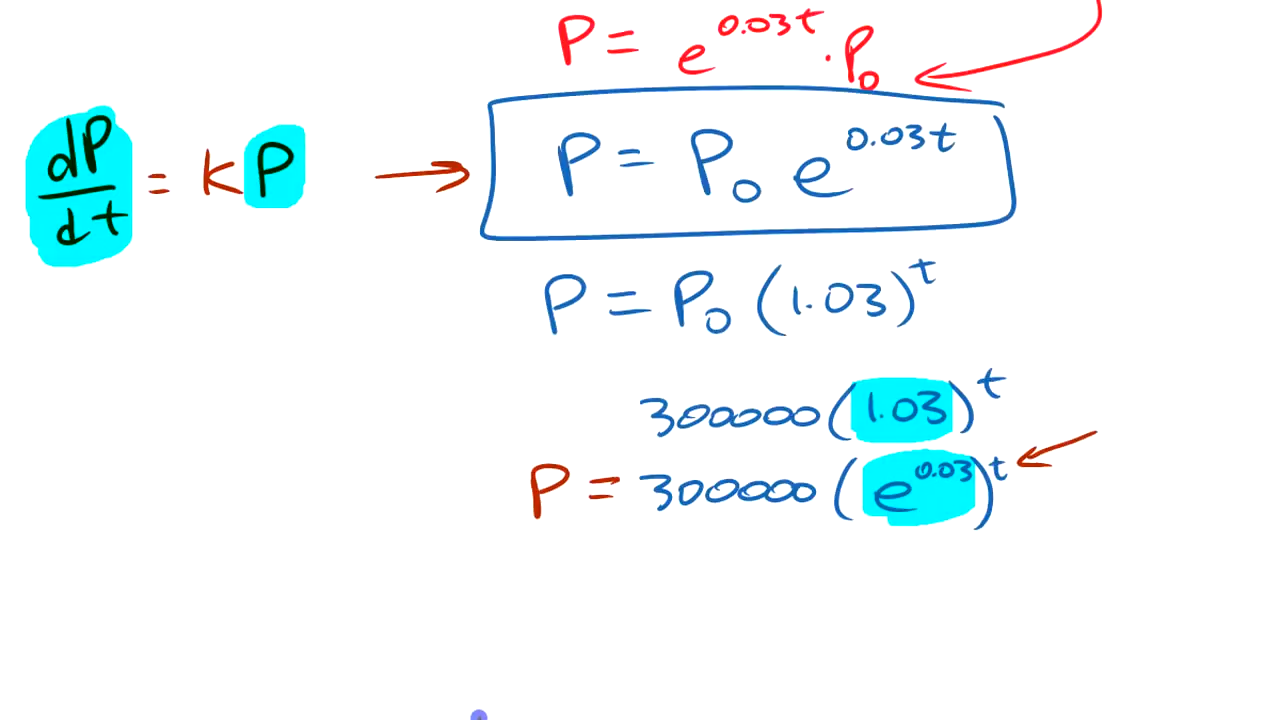 P = e^0.03t · P₀
dP/dt = KP → P = P₀ e^0.03t
P = P₀ (1.03)^t
300000 (1.03)^t
P = 300000 (e^0.03)^t